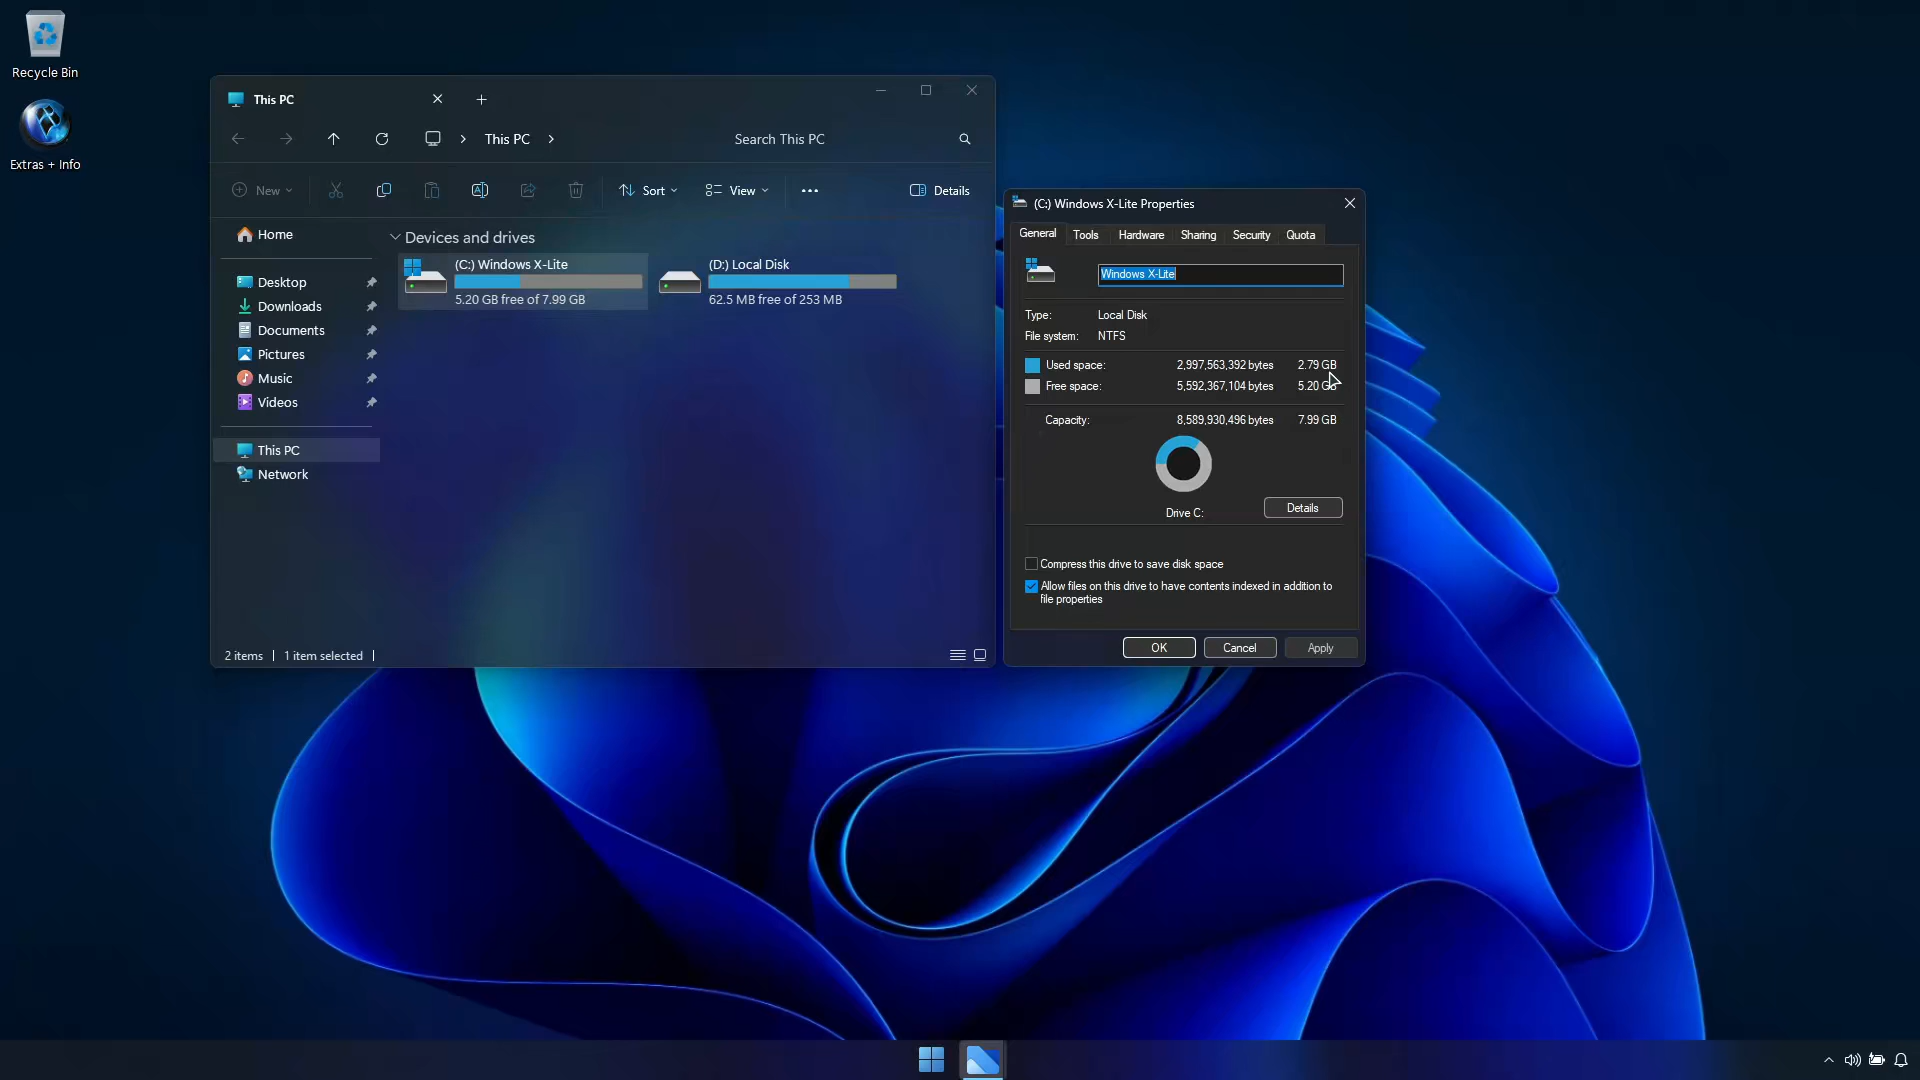 Recycle Bin
Extras + Info
This PC
This PC
Search This PC
New
Sort
View
Details
Home
Desktop
Downloads
Documents
Pictures
Music
Videos
This PC
Network
Devices and drives
(C:) Windows X-Lite
5.20 GB free of 7.99 GB
(D:) Local Disk
62.5 MB free of 253 MB
2 items
1 item selected
(C:) Windows X-Lite Properties
General Tools Hardware Sharing Security Quota
Windows X-Lite
Type: Local Disk
File system: NTFS
Used space: 2,997,563,392 bytes 2.79 GB
Free space: 5,592,367,104 bytes 5.20 GB
Capacity: 8,589,930,496 bytes 7.99 GB
Drive C:
Details
Compress this drive to save disk space
Allow files on this drive to have contents indexed in addition to
file properties
OK Cancel Apply